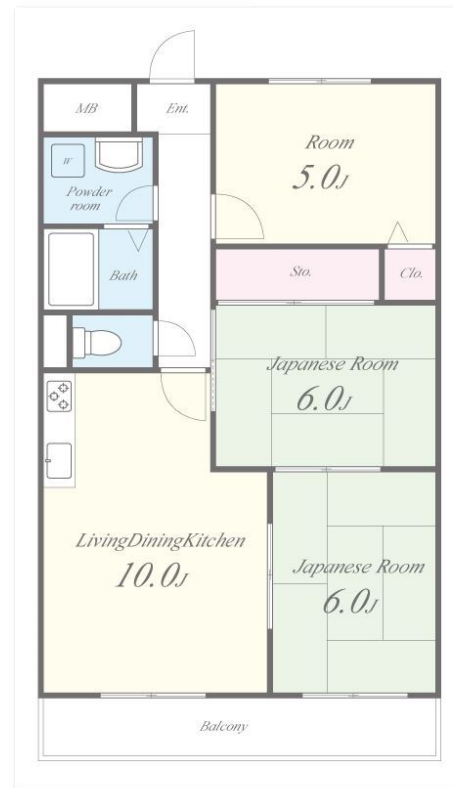 MB
Ent.
Room
5.0J
W
Powder
room
Bath
Sto.
Clo.
Japanese Room
6.0J
LivingDiningKitchen
10.0J
Japanese Room
6.0J
Balcony